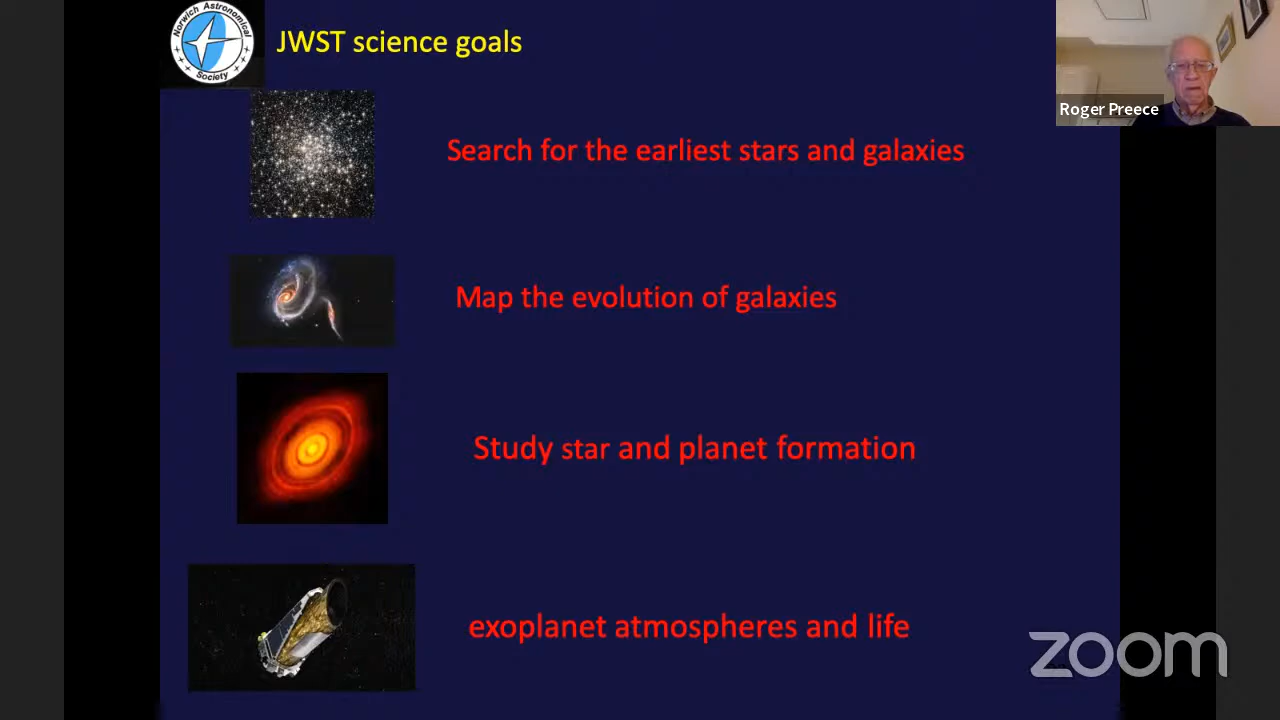 Norwich Astronomical
Society
JWST science goals
Roger Preece
Search for the earliest stars and galaxies
Map the evolution of galaxies
Study star and planet formation
exoplanet atmospheres and life
zoom